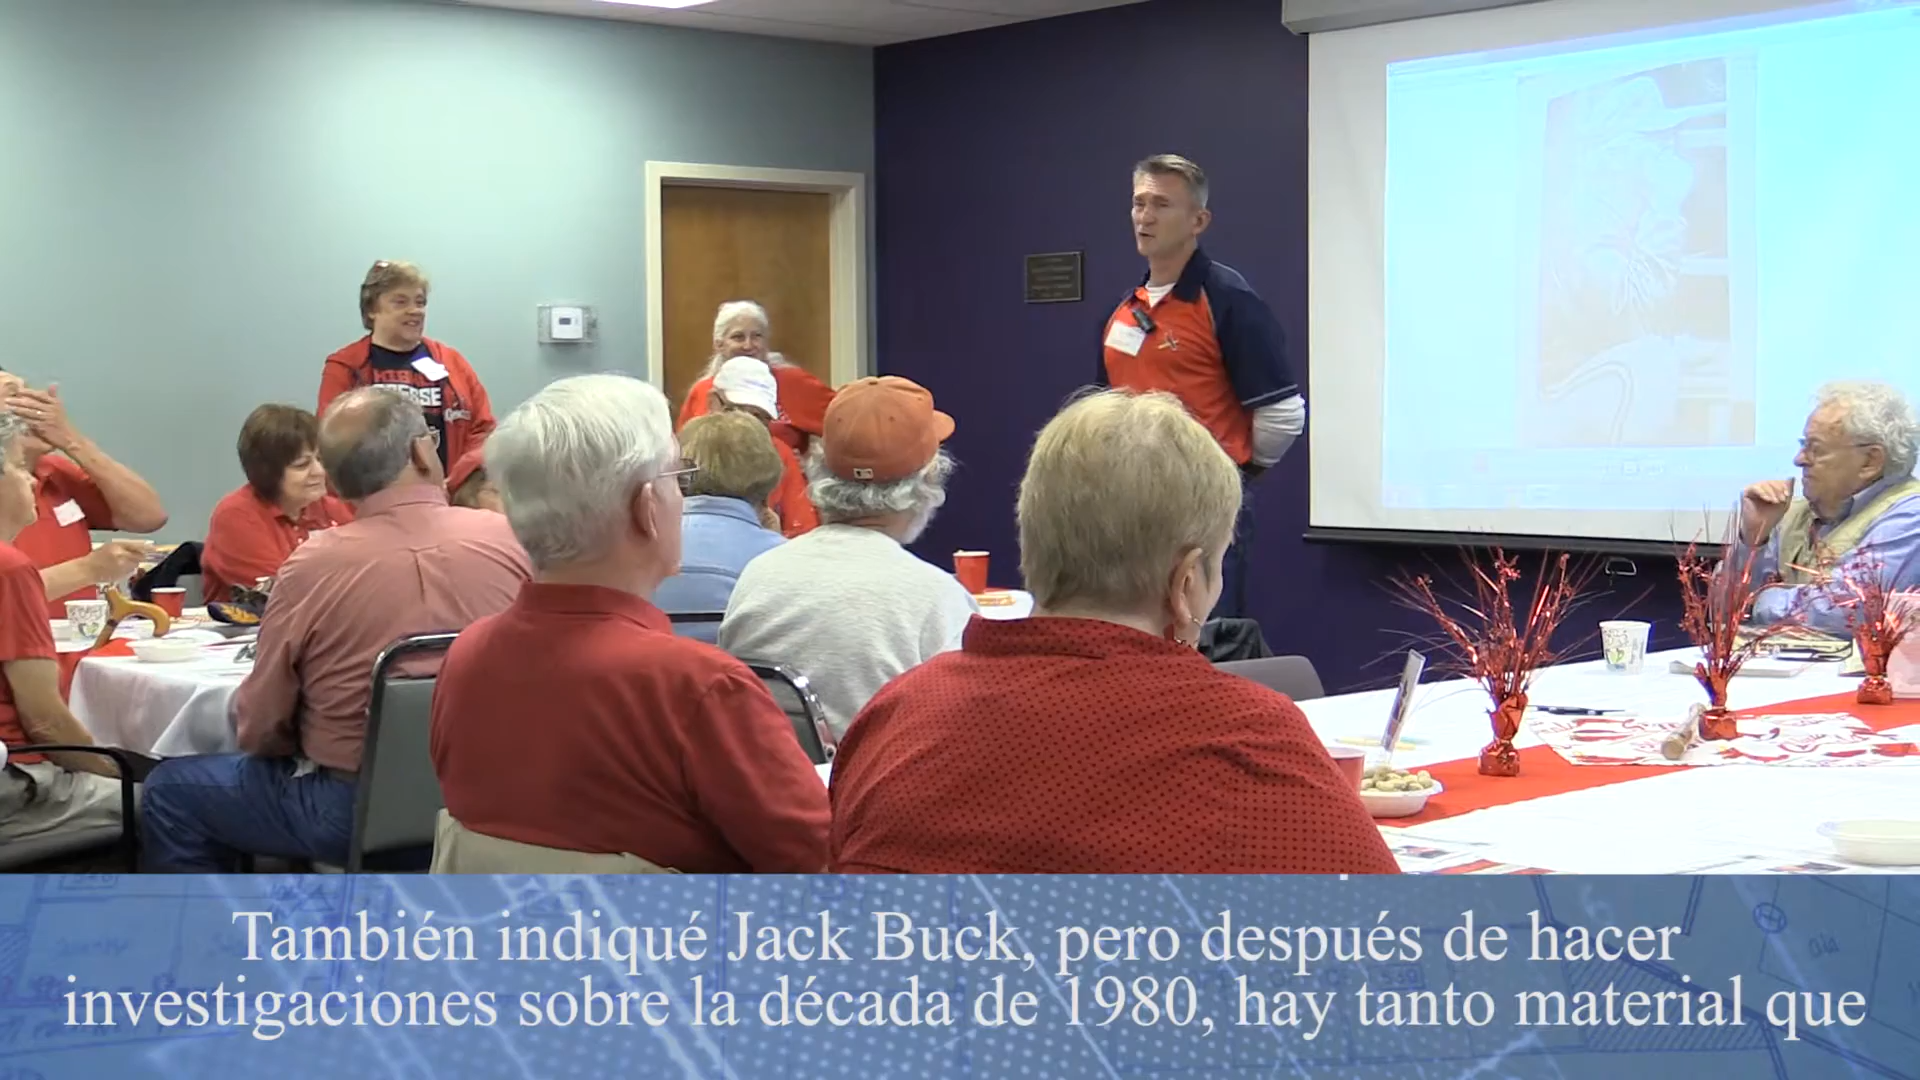 También indiqué Jack Buck, pero después de hacer
investigaciones sobre la década de 1980, hay tanto material que